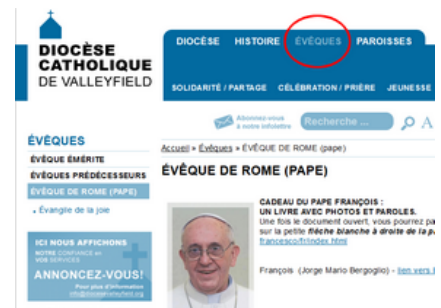 DIOCÈSE
CATHOLIQUE
DE VALLEYFIELD
DIOCÈSE HISTOIRE ÉVÊQUES PAROISSES
SOLIDARITÉ / PARTAGE CÉLÉBRATION / PRIÈRE JEUNESSE
Abonnez-vous
à notre infolettre
Recherche ...
A
ÉVÊQUES
ÉVÊQUE ÉMÉRITE
ÉVÊQUES PRÉDÉCESSEURS
ÉVÊQUE DE ROME (PAPE)
Évangile de la joie
ICI NOUS AFFICHONS
NOTRE CONFIANCE en
VOS SERVICES
ANNONCEZ-VOUS!
Pour plus d'information
Accueil » Évêques » ÉVÊQUE DE ROME (pape)
ÉVÊQUE DE ROME (PAPE)
CADEAU DU PAPE FRANÇOIS :
UN LIVRE AVEC PHOTOS ET PAROLES.
Une fois le document ouvert, vous pourrez pa
sur la petite flèche blanche à droite de la p
francesco/fr/index.html
François (Jorge Mario Bergoglio) - lien vers